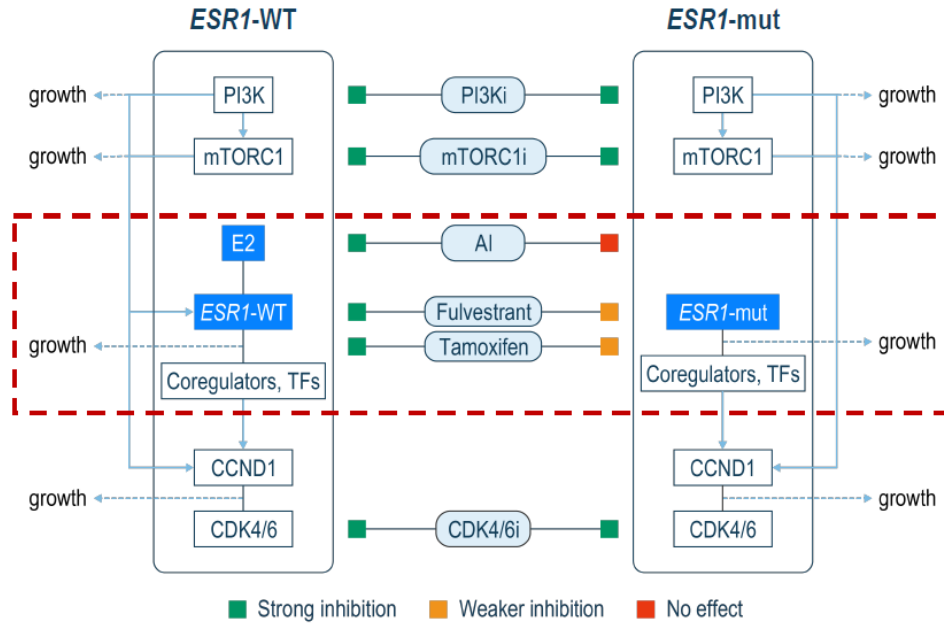 ESR1-WT
ESR1-mut
growth
PI3K
PI3Ki
PI3K
growth
growth
mTORC1
mTORC1i
mTORC1
growth
E2
AI
ESR1-WT
Fulvestrant
ESR1-mut
growth
Tamoxifen
growth
Coregulators, TFs
Coregulators, TFs
CCND1
CCND1
growth
growth
CDK4/6
CDK4/6i
CDK4/6
Strong inhibition
Weaker inhibition
No effect